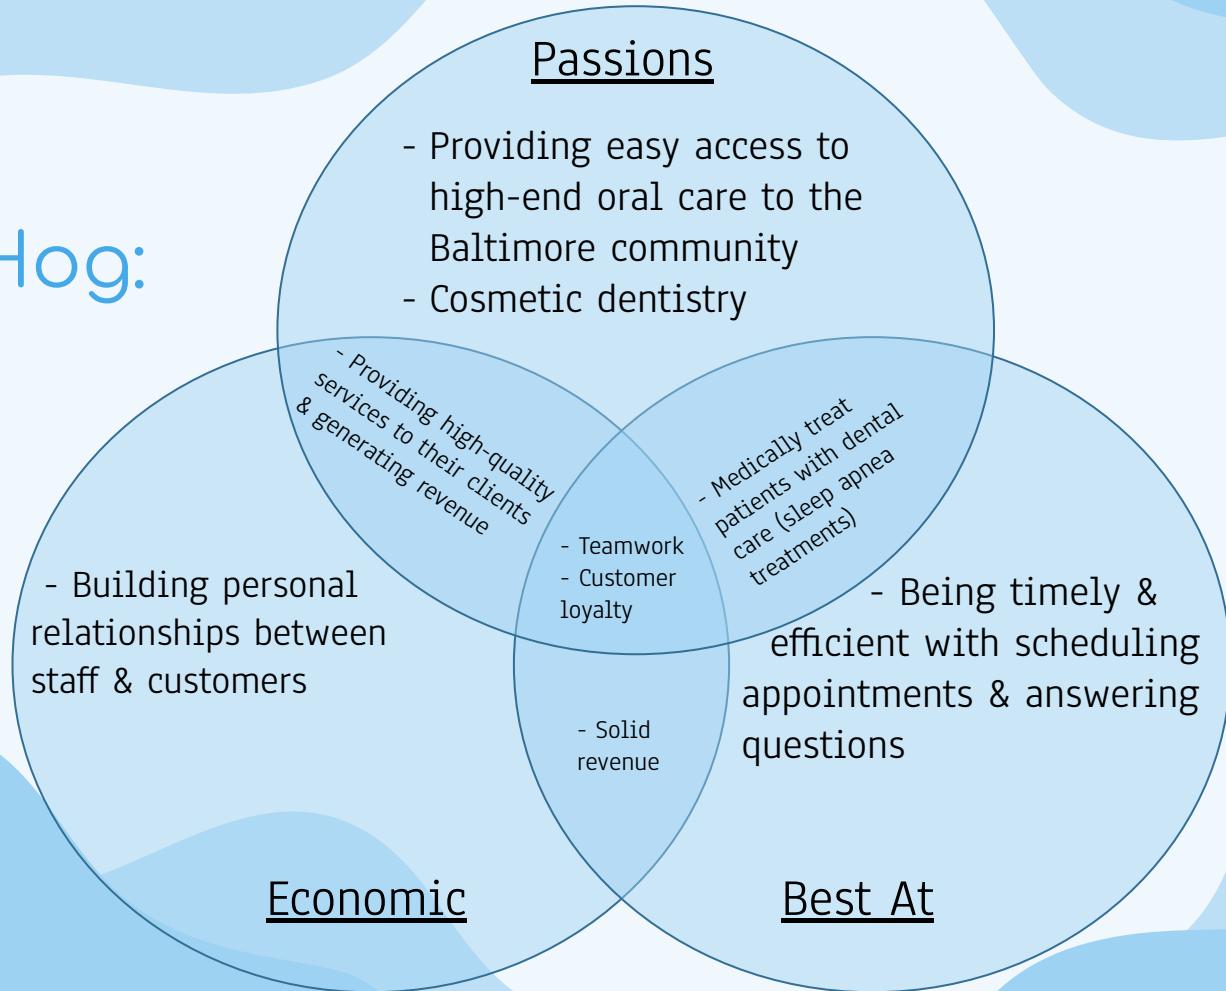 Passions
- Providing easy access to
high-end oral care to the
Baltimore community
- Cosmetic dentistry
Hog:
- Providing high-quality
services to their clients
& generating revenue
- Medically treat
patients with dental
care (sleep apnea
treatments)
- Teamwork
- Customer
loyalty
- Building personal
relationships between
staff & customers
- Being timely &
efficient with scheduling
appointments & answering
questions
- Solid
revenue
Economic
Best At